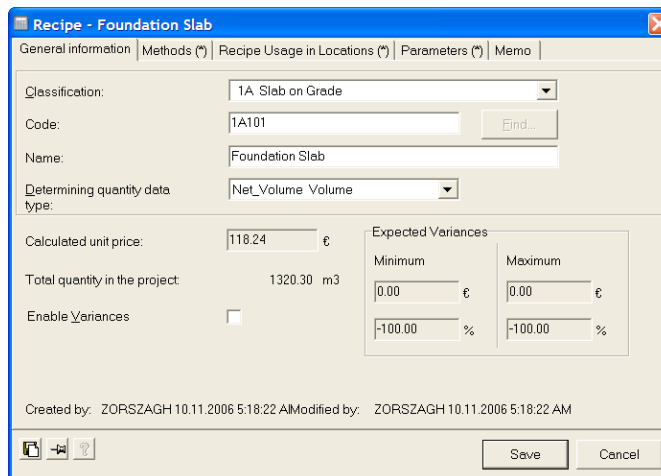 Recipe - Foundation Slab
General information Methods (*) Recipe Usage in Locations (*) Parameters (*) Memo
Classification: 1A Slab on Grade
Code: 1A101 Find...
Name: Foundation Slab
Determining quantity data Net_Volume Volume
type:
Calculated unit price: 118.24 € Expected Variances
Minimum Maximum
Total quantity in the project: 1320.30 m3
0.00 € 0.00 €
Enable Variances
-100.00 % -100.00 %
Created by: ZORSZAGH 10.11.2006 5:18:22 AMModified by: ZORSZAGH 10.11.2006 5:18:22 AM
Save Cancel